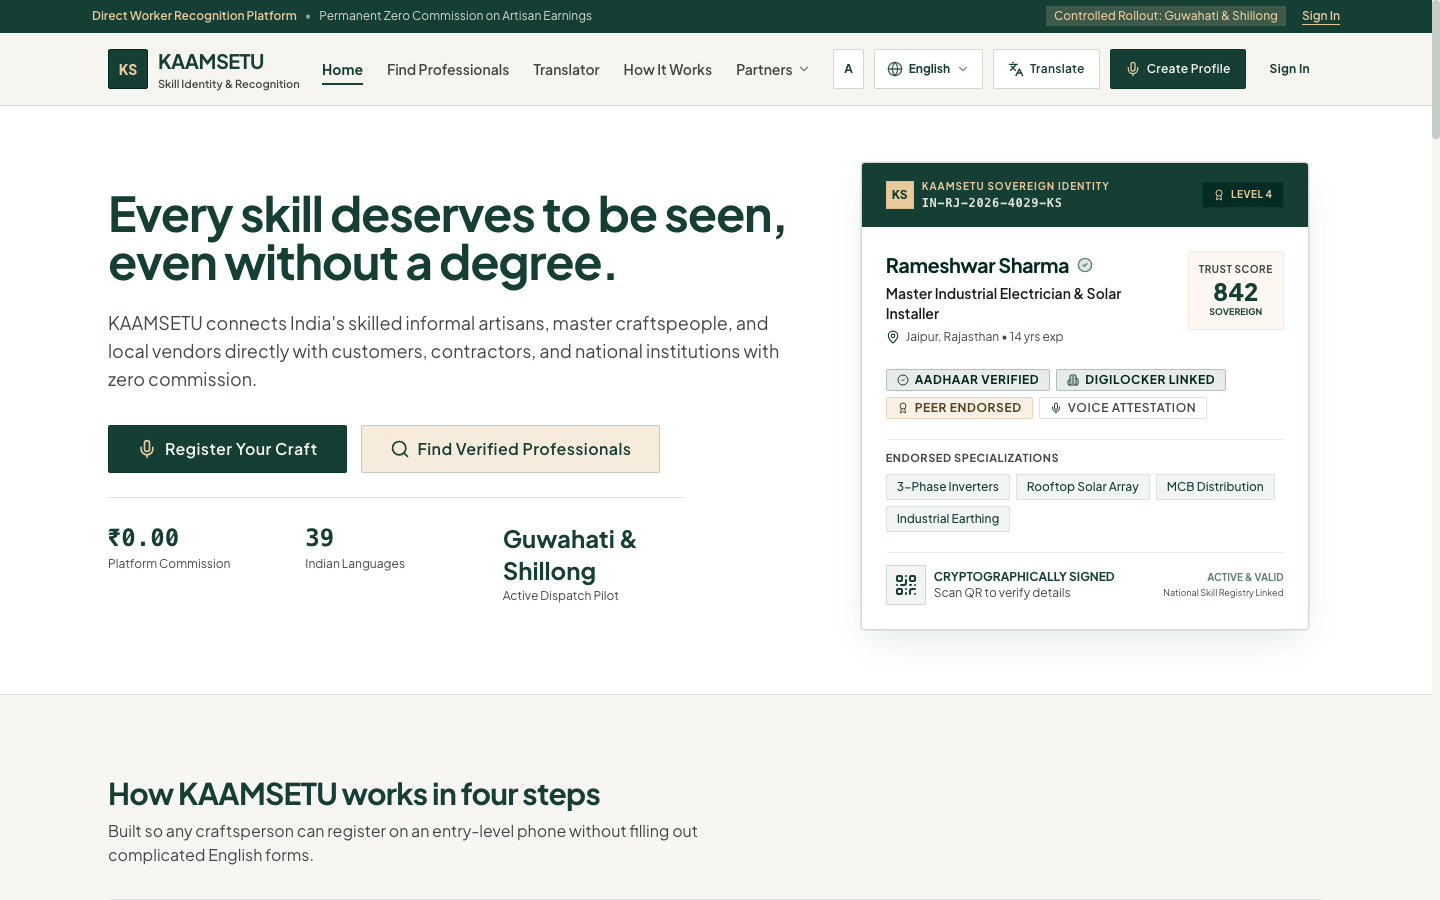 Direct Worker Recognition Platform • Permanent Zero Commission on Artisan Earnings
Controlled Rollout: Guwahati & Shillong
Sign In
KS
KAAMSETU
Skill Identity & Recognition
Home
Find Professionals
Translator
How It Works
Partners
A
English
Translate
Create Profile
Sign In
Every skill deserves to be seen,
even without a degree.
KAAMSETU connects India's skilled informal artisans, master craftspeople, and
local vendors directly with customers, contractors, and national institutions with
zero commission.
Register Your Craft
Find Verified Professionals
₹0.00
Platform Commission
39
Indian Languages
Guwahati &
Shillong
Active Dispatch Pilot
KS
KAAMSETU SOVEREIGN IDENTITY
IN-RJ-2026-4029-KS
LEVEL 4
Rameshwar Sharma
Master Industrial Electrician & Solar
Installer
Jaipur, Rajasthan • 14 yrs exp
TRUST SCORE
842
SOVEREIGN
AADHAAR VERIFIED
DIGILOCKER LINKED
PEER ENDORSED
VOICE ATTESTATION
ENDORSED SPECIALIZATIONS
3-Phase Inverters
Rooftop Solar Array
MCB Distribution
Industrial Earthing
CRYPTOGRAPHICALLY SIGNED
Scan QR to verify details
ACTIVE & VALID
National Skill Registry Linked
How KAAMSETU works in four steps
Built so any craftsperson can register on an entry-level phone without filling out
complicated English forms.